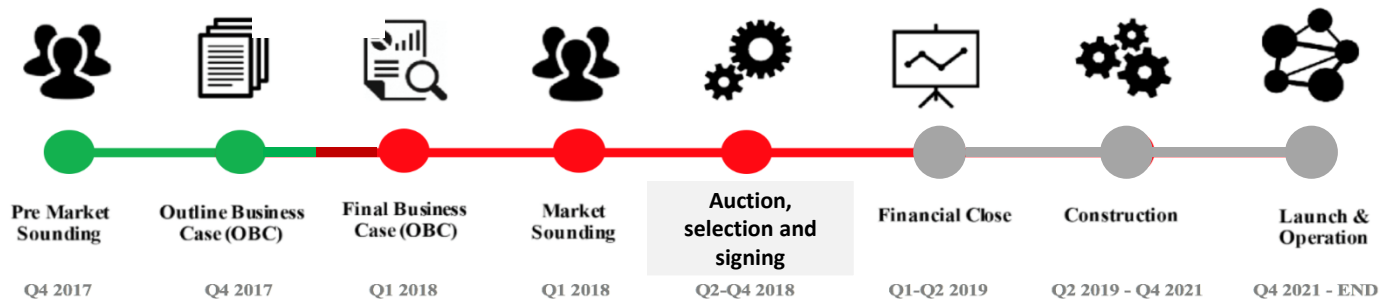 Pre Market
Sounding
Q4 2017
Outline Business
Case (OBC)
Q4 2017
Final Business
Case (OBC)
Q1 2018
Market
Sounding
Q1 2018
Auction,
selection and
signing
Q2-Q4 2018
Financial Close
Q1-Q2 2019
Construction
Q2 2019 - Q4 2021
Launch &
Operation
Q4 2021 - END